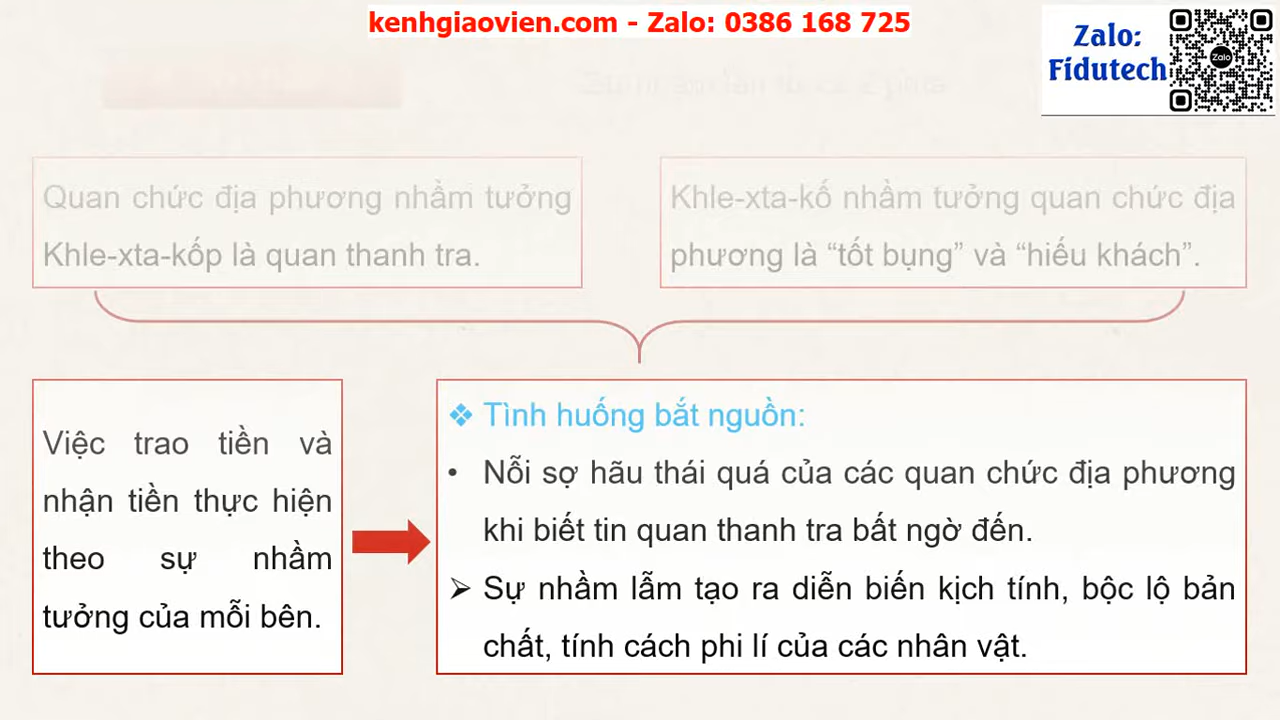 kenhgiaovien.com - Zalo: 0386 168 725
Zalo:
Fidutech
Zalo
Quan chức địa phương nhầm tưởng
Khle-xta-kốp là quan thanh tra.
Khle-xta-kố nhầm tưởng quan chức địa
phương là “tốt bụng” và “hiếu khách”.
Việc trao tiền và
nhận tiền thực hiện
theo sự nhầm
tưởng của mỗi bên.
❖ Tình huống bắt nguồn:
• Nỗi sợ hãu thái quá của các quan chức địa phương
khi biết tin quan thanh tra bất ngờ đến.
➢ Sự nhầm lẫm tạo ra diễn biến kịch tính, bộc lộ bản
chất, tính cách phi lí của các nhân vật.